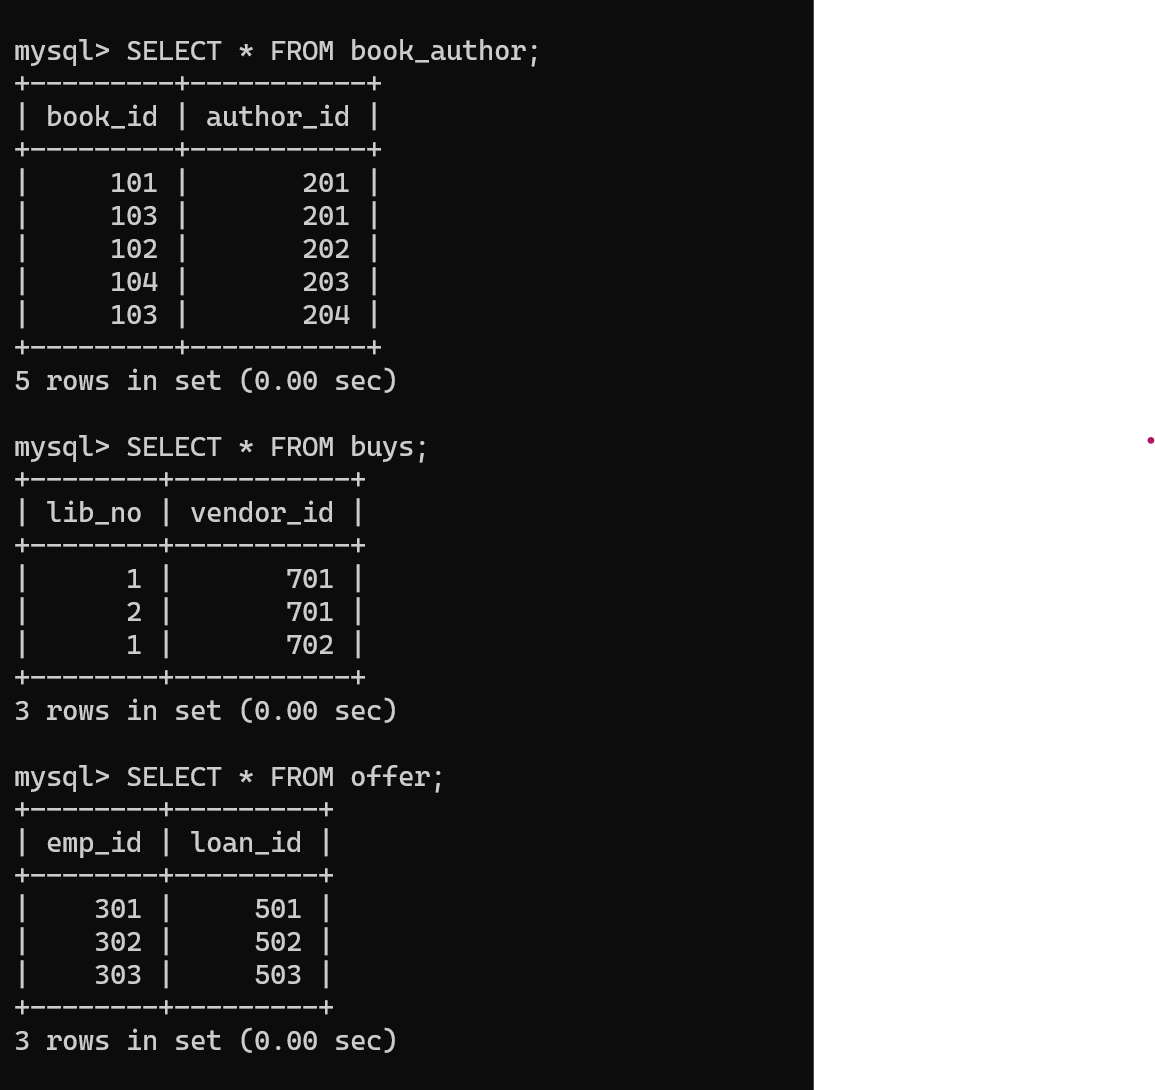 mysql> SELECT * FROM book_author;
+---------+-----------+
| book_id | author_id |
+---------+-----------+
|     101 |       201 |
|     103 |       201 |
|     102 |       202 |
|     104 |       203 |
|     103 |       204 |
+---------+-----------+
5 rows in set (0.00 sec)

mysql> SELECT * FROM buys;
+--------+-----------+
| lib_no | vendor_id |
+--------+-----------+
|      1 |       701 |
|      2 |       701 |
|      1 |       702 |
+--------+-----------+
3 rows in set (0.00 sec)

mysql> SELECT * FROM offer;
+--------+---------+
| emp_id | loan_id |
+--------+---------+
|    301 |     501 |
|    302 |     502 |
|    303 |     503 |
+--------+---------+
3 rows in set (0.00 sec)